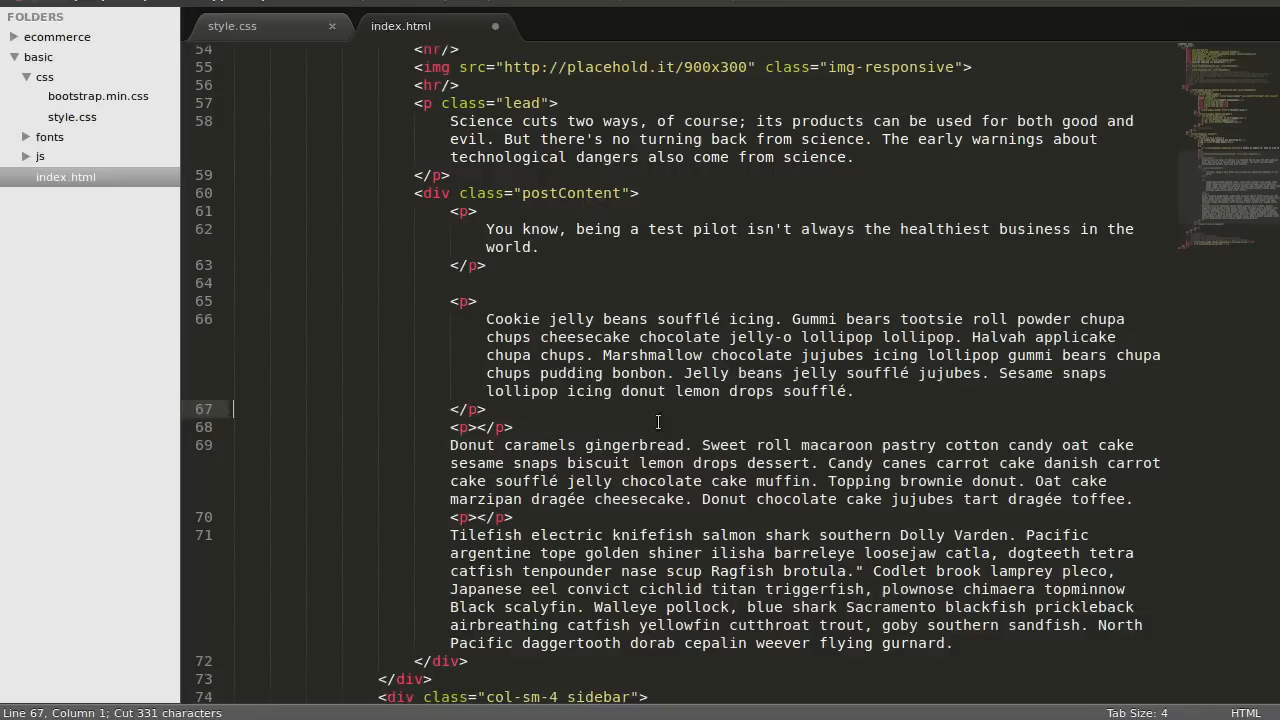 FOLDERS
ecommerce
basic
css
bootstrap.min.css
style.css
fonts
js
index.html
style.css × index.html
54 <hr/>
55 <img src="http://placehold.it/900x300" class="img-responsive">
56 <hr/>
57 <p class="lead">
58 Science cuts two ways, of course; its products can be used for both good and
evil. But there's no turning back from science. The early warnings about
technological dangers also come from science.
59 </p>
60 <div class="postContent">
61 <p>
62 You know, being a test pilot isn't always the healthiest business in the
world.
63 </p>
64
65 <p>
66 Cookie jelly beans soufflé icing. Gummi bears tootsie roll powder chupa
chups cheesecake chocolate jelly-o lollipop lollipop. Halvah applicake
chupa chups. Marshmallow chocolate jujubes icing lollipop gummi bears chupa
chups pudding bonbon. Jelly beans jelly soufflé jujubes. Sesame snaps
lollipop icing donut lemon drops soufflé.
67 </p>
68 <p></p>
69 Donut caramels gingerbread. Sweet roll macaroon pastry cotton candy oat cake
sesame snaps biscuit lemon drops dessert. Candy canes carrot cake danish carrot
cake soufflé jelly chocolate cake muffin. Topping brownie donut. Oat cake
marzipan dragée cheesecake. Donut chocolate cake jujubes tart dragée toffee.
70 <p></p>
71 Tilefish electric knifefish salmon shark southern Dolly Varden. Pacific
argentine tope golden shiner ilisha barreleye loosejaw catla, dogteeth tetra
catfish tenpounder nase scup Ragfish brotula." Codlet brook lamprey pleco,
Japanese eel convict cichlid titan triggerfish, plownose chimaera topminnow
Black scalyfin. Walleye pollock, blue shark Sacramento blackfish prickleback
airbreathing catfish yellowfin cutthroat trout, goby southern sandfish. North
Pacific daggertooth dorab cepalin weever flying gurnard.
72 </div>
73 </div>
74 <div class="col-sm-4 sidebar">
Line 67, Column 1; Cut 331 characters
Tab Size: 4 HTML